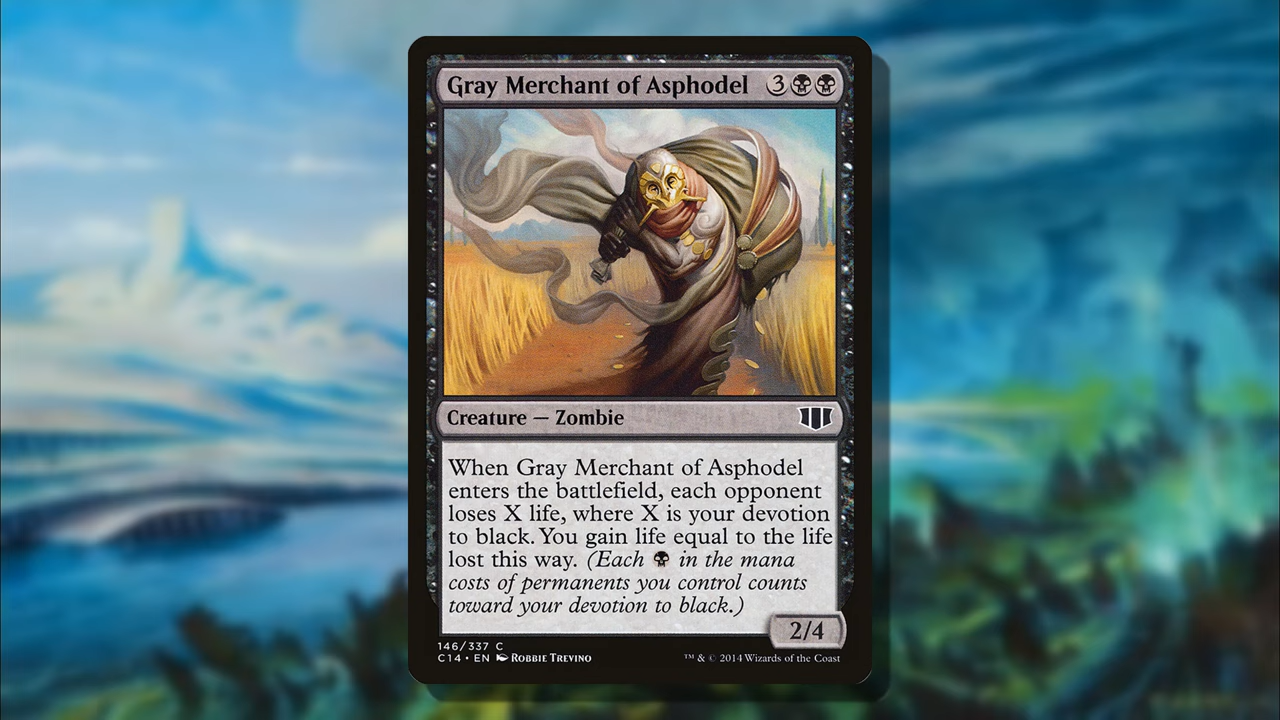 Gray Merchant of Asphodel 3
Creature — Zombie
When Gray Merchant of Asphodel
enters the battlefield, each opponent
loses X life, where X is your devotion
to black. You gain life equal to the life
lost this way. (Each in the mana
costs of permanents you control counts
toward your devotion to black.)
2/4
146/337 C
C14 • EN ROBBIE TREVINO
™ & © 2014 Wizards of the Coast